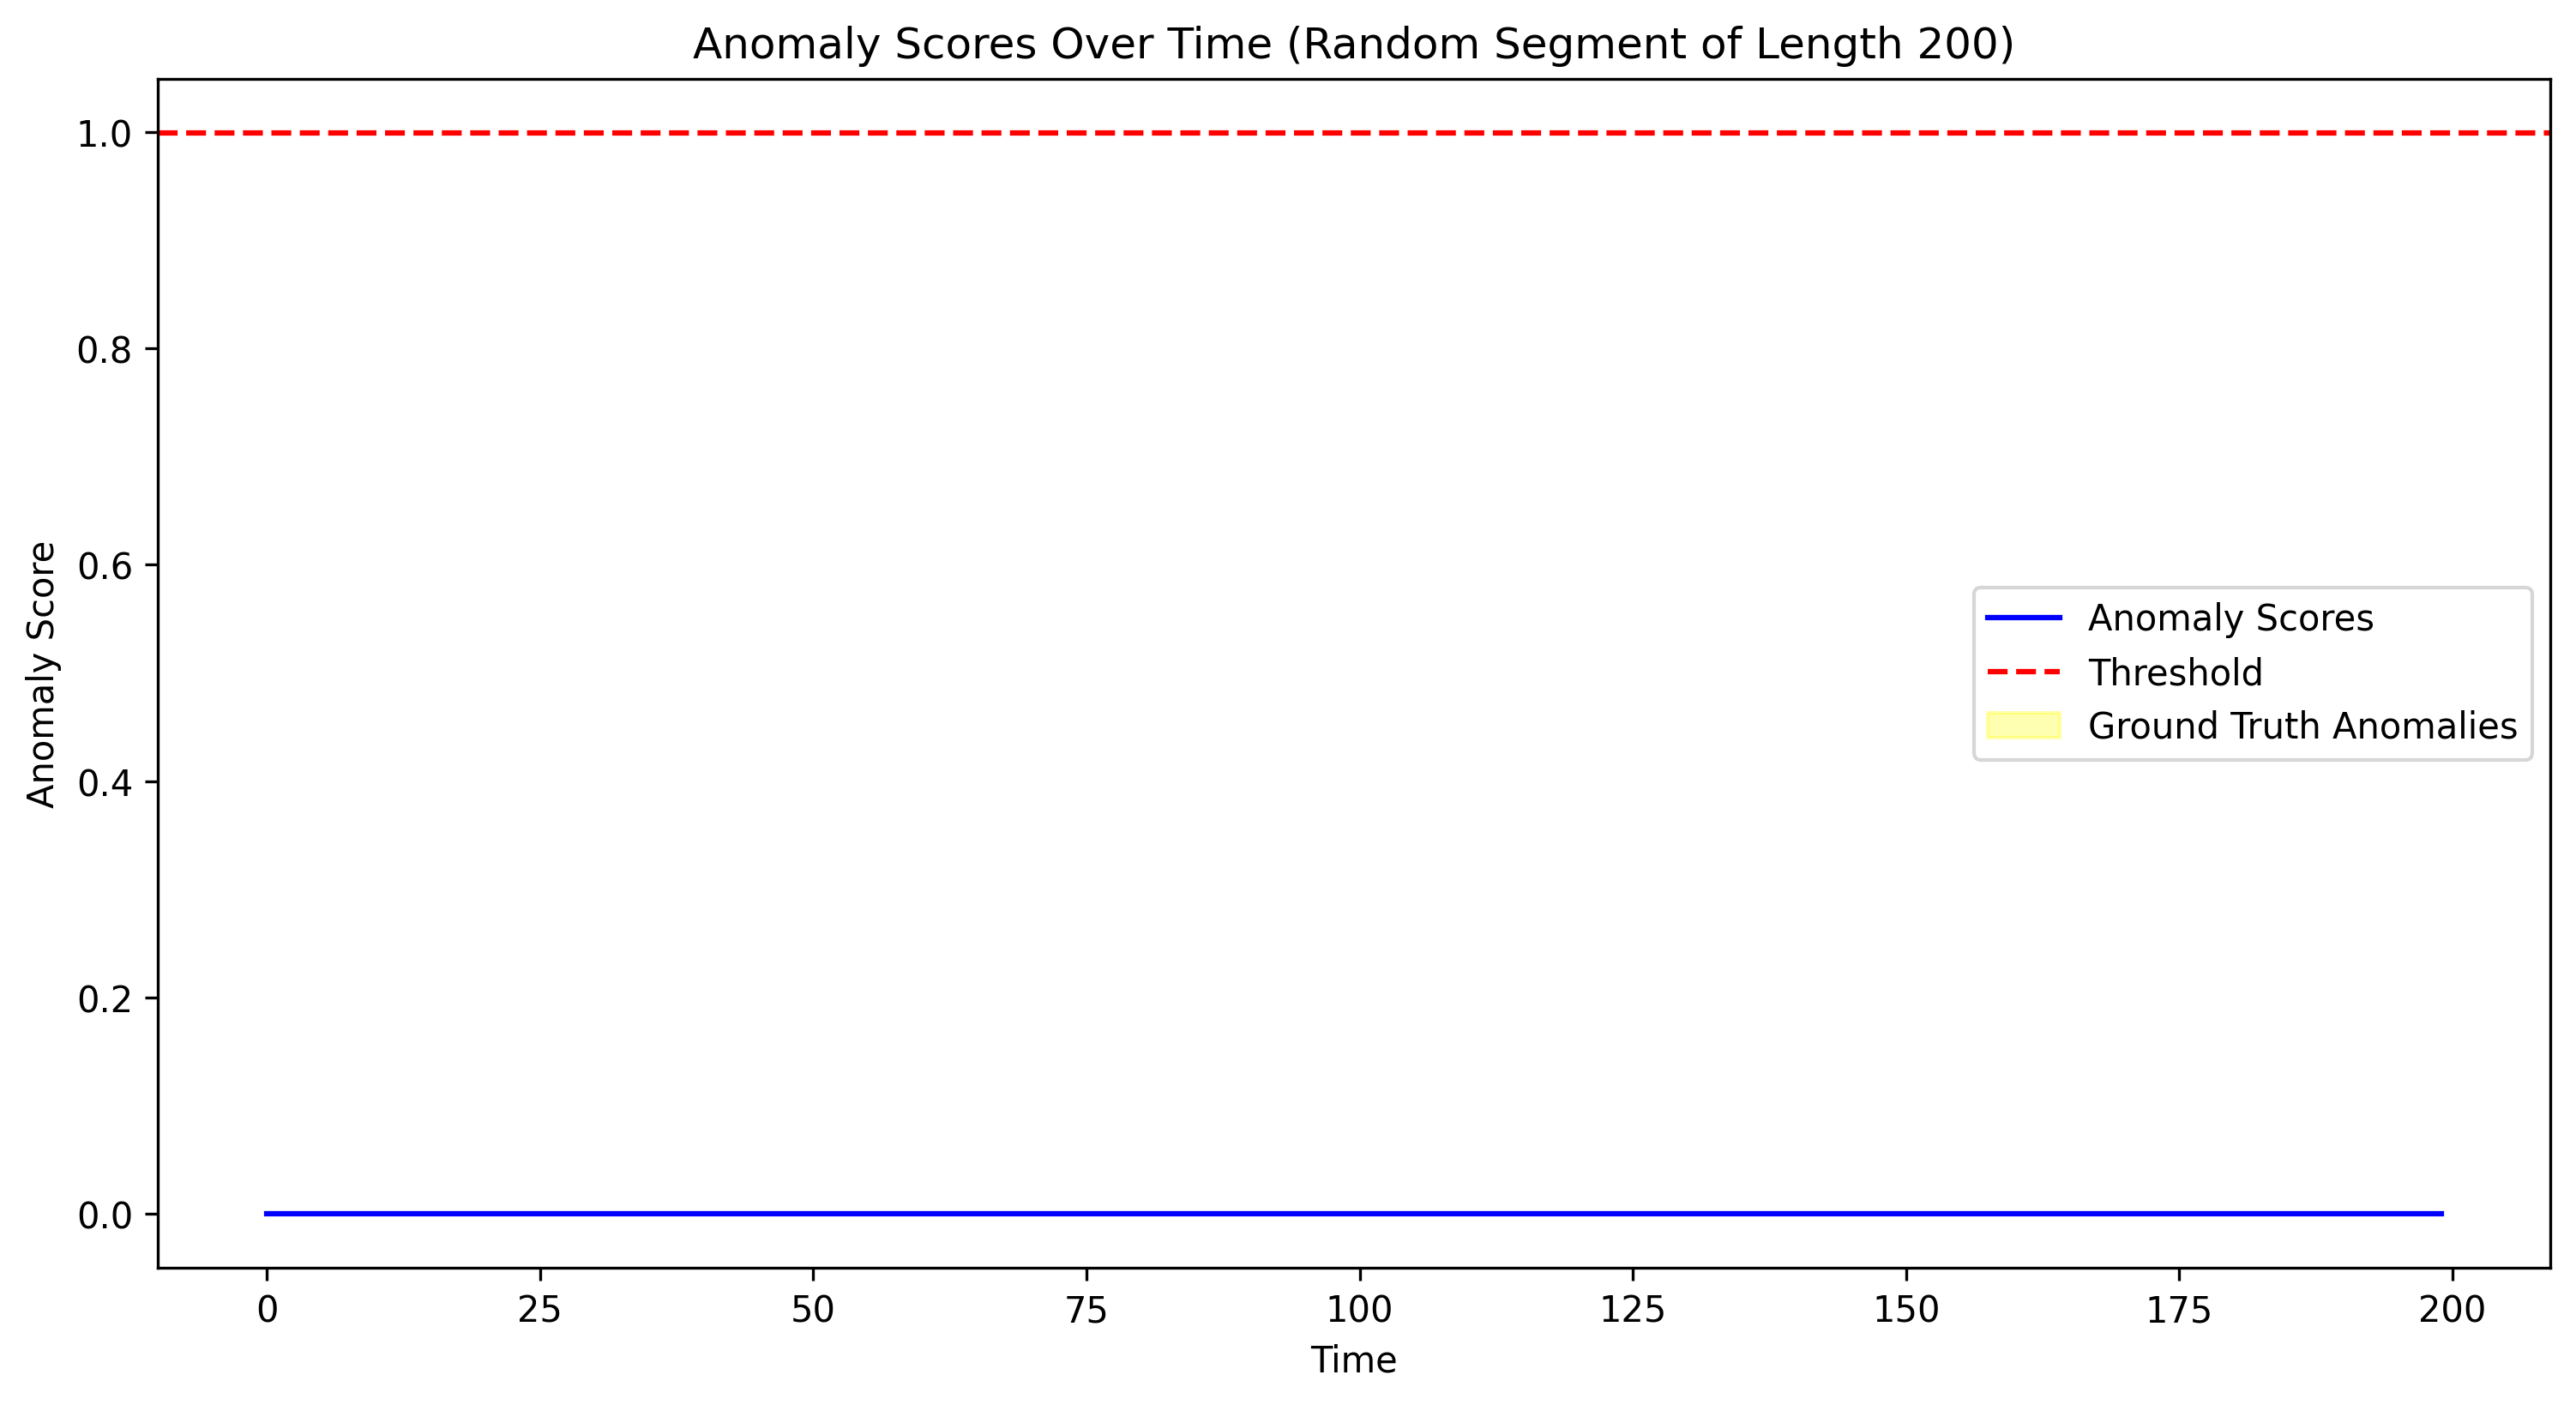 Anomaly Scores Over Time (Random Segment of Length 200)
1.0
0.8
0.6
0.4
0.2
0.0
Anomaly Score
Anomaly Scores
Threshold
Ground Truth Anomalies
0 25 50 75 100 125 150 175 200
Time